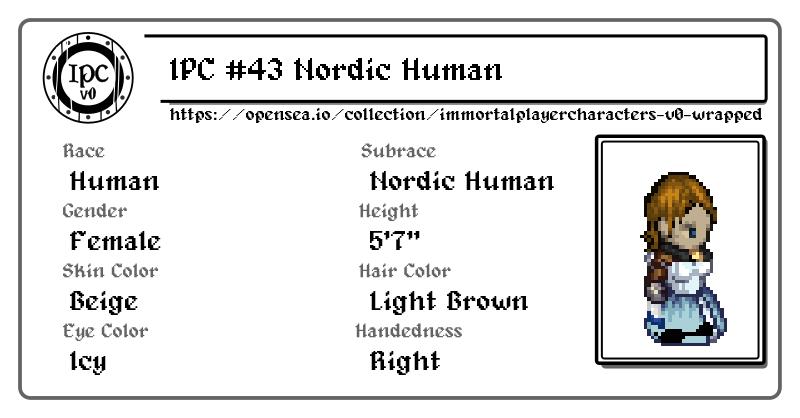 IPC v0
IPC #43 Nordic Human
https://opensea.io/collection/immortalplayercharacters-v0-wrapped
Race
Human
Subrace
Nordic Human
Gender
Female
Height
5'7"
Skin Color
Beige
Hair Color
Light Brown
Eye Color
Icy
Handedness
Right